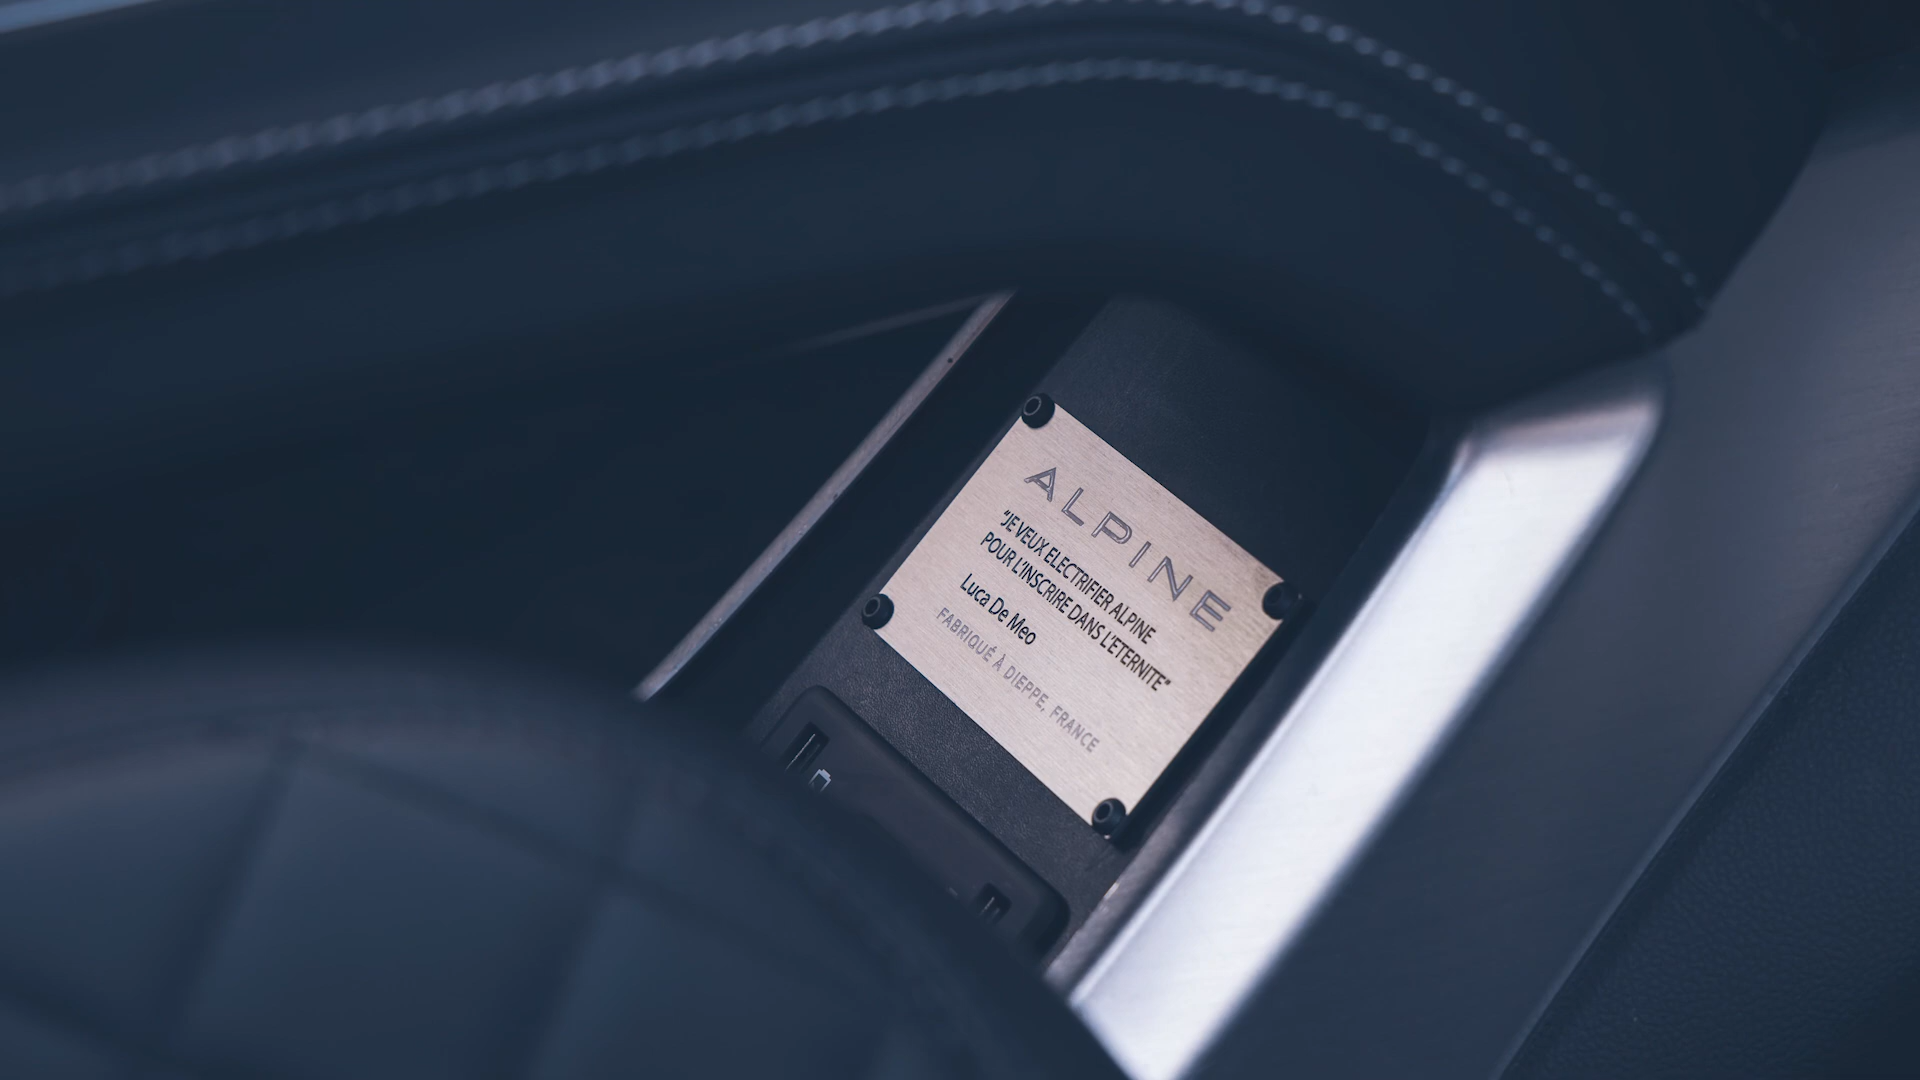 ALPINE
"JE VEUX ELECTRIFIER ALPINE
POUR L'INSCRIRE DANS L'ETERNITE"
Luca De Meo
FABRIQUÉ À DIEPPE, FRANCE